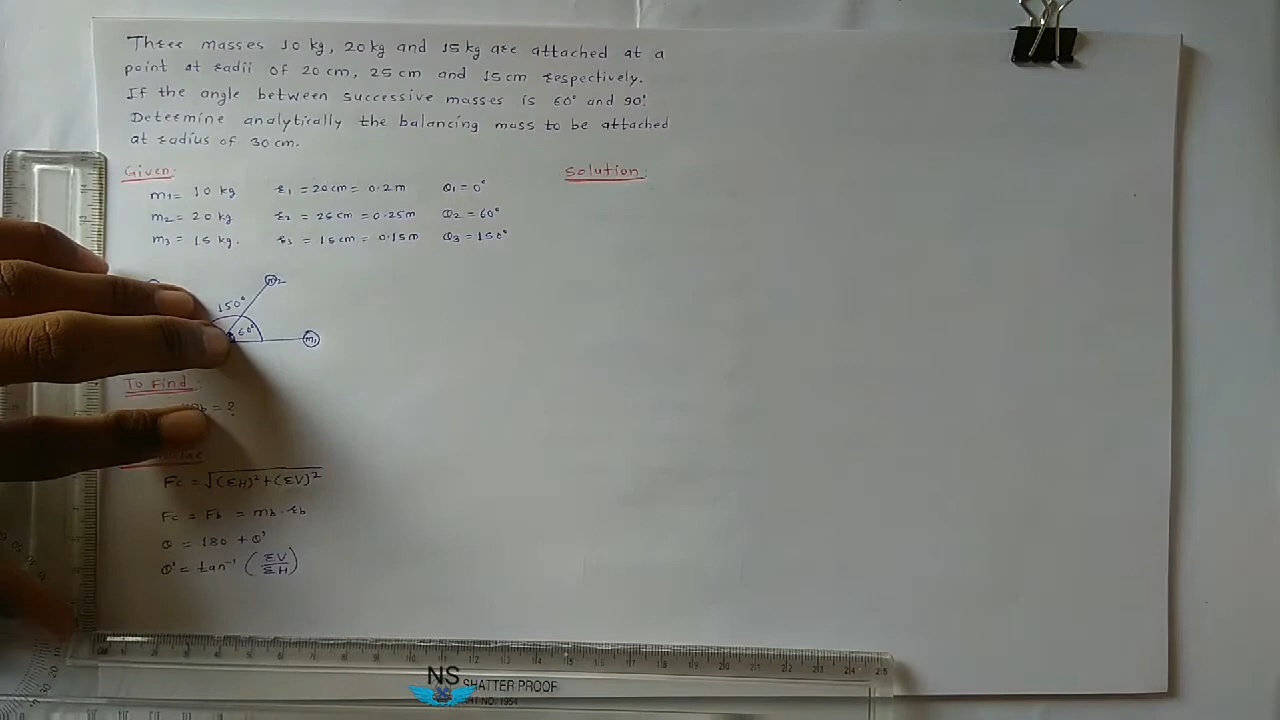 Three masses 10 kg, 20 kg and 15 kg are attached at a
point at radii of 20 cm, 25 cm and 15 cm respectively.
If the angle between successive masses is 60° and 90°.
Determine analytically the balancing mass to be attached
at radius of 30 cm.
Given:
m1 = 10 kg r1 = 20 cm = 0.2 m θ1 = 0°
m2 = 20 kg r2 = 25 cm = 0.25 m θ2 = 60°
m3 = 15 kg. r3 = 15 cm = 0.15 m θ3 = 150°
m2
150°
60°
m1
To Find:
= ?
Fc = √(ΣH)²+(ΣV)²
Fc = Fb = mb · rb
θ = 180 + θ'
θ' = tan⁻¹ (ΣV/ΣH)
Solution:
NS
SHATTER PROOF
ART NO. 1954